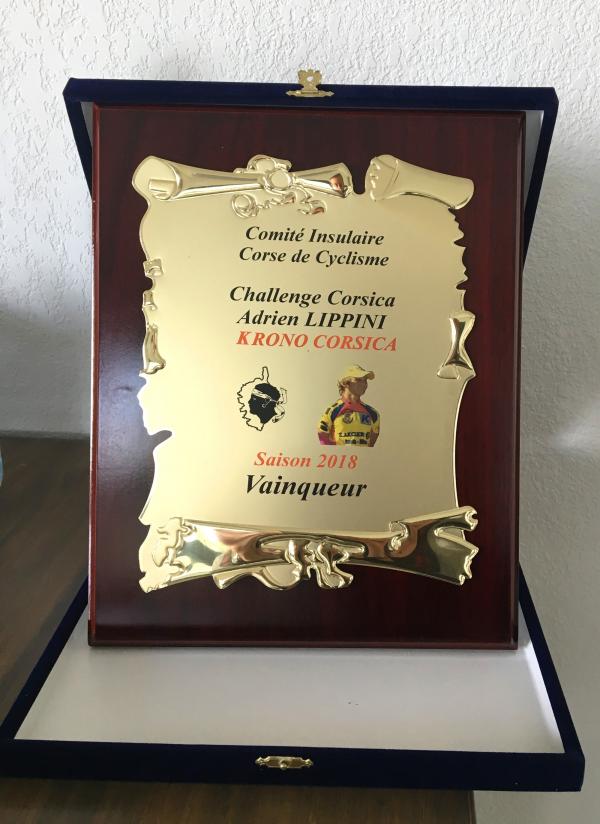 Comité Insulaire
Corse de Cyclisme
Challenge Corsica
Adrien LIPPINI
KRONO CORSICA
Saison 2018
Vainqueur